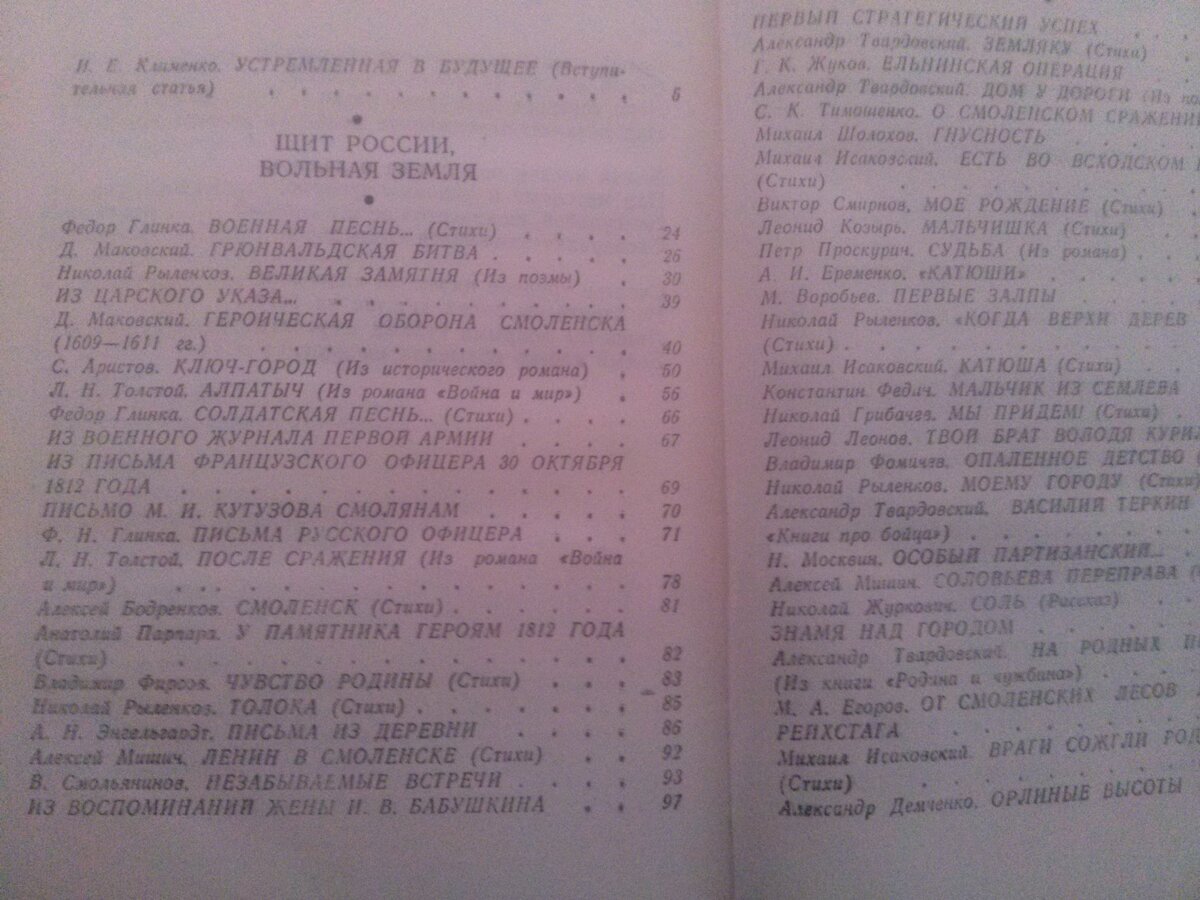 И. Е. Клименко. УСТРЕМЛЕННАЯ В БУДУЩЕЕ (Вступи-
тельная статья) . . . . . . . . . . . . 5
ЩИТ РОССИИ,
ВОЛЬНАЯ ЗЕМЛЯ
Федор Глинка. ВОЕННАЯ ПЕСНЬ... (Стихи) . . . . 24
Д. Маковский. ГРЮНВАЛЬДСКАЯ БИТВА . . . . . 26
Николай Рыленков. ВЕЛИКАЯ ЗАМЯТНЯ (Из поэмы) . 30
ИЗ ЦАРСКОГО УКАЗА... . . . . . . . . . 39
Д. Маковский. ГЕРОИЧЕСКАЯ ОБОРОНА СМОЛЕНСКА
(1609—1611 гг.) . . . . . . . . . . . . 40
С. Аристов. КЛЮЧ-ГОРОД (Из исторического романа) . 50
Л. Н. Толстой. АЛПАТЫЧ (Из романа «Война и мир») . 56
Федор Глинка. СОЛДАТСКАЯ ПЕСНЬ... (Стихи) . . . 66
ИЗ ВОЕННОГО ЖУРНАЛА ПЕРВОЙ АРМИИ . . . . 67
ИЗ ПИСЬМА ФРАНЦУЗСКОГО ОФИЦЕРА 30 ОКТЯБРЯ
1812 ГОДА . . . . . . . . . . . . . . 69
ПИСЬМО М. И. КУТУЗОВА СМОЛЯНАМ . . . . . 70
Ф. Н. Глинка. ПИСЬМА РУССКОГО ОФИЦЕРА . . . 71
Л. Н. Толстой. ПОСЛЕ СРАЖЕНИЯ (Из романа «Война
и мир») . . . . . . . . . . . . . . 78
Алексей Бодренков. СМОЛЕНСК (Стихи) . . . . . . 81
Анатолий Парпара. У ПАМЯТНИКА ГЕРОЯМ 1812 ГОДА
(Стихи) . . . . . . . . . . . . . . 82
Владимир Фирсов. ЧУВСТВО РОДИНЫ (Стихи) . . . 83
Николай Рыленков. ТОЛОКА (Стихи) . . . . . . . 85
А. Н. Энгельгардт. ПИСЬМА ИЗ ДЕРЕВНИ . . . . 86
Алексей Мишин. ЛЕНИН В СМОЛЕНСКЕ (Стихи) . . 92
В. Смольянинов. НЕЗАБЫВАЕМЫЕ ВСТРЕЧИ . . . . 93
ИЗ ВОСПОМИНАНИЙ ЖЕНЫ И. В. БАБУШКИНА . . 97
ПЕРВЫЙ СТРАТЕГИЧЕСКИЙ УСПЕХ . . .
Александр Твардовский. ЗЕМЛЯКУ (Стихи) .
Г. К. Жуков. ЕЛЬНИНСКАЯ ОПЕРАЦИЯ . .
Александр Твардовский. ДОМ У ДОРОГИ (Из по
С. К. Тимошенко. О СМОЛЕНСКОМ СРАЖЕНИИ
Михаил Шолохов. ГНУСНОСТЬ . . . .
Михаил Исаковский. ЕСТЬ ВО ВСХОДСКОМ
(Стихи) . . . . . . . .
Виктор Смирнов. МОЕ РОЖДЕНИЕ (Стихи) .
Леонид Козырь. МАЛЬЧИШКА (Стихи) . . .
Петр Проскурин. СУДЬБА (Из романа) . . .
А. И. Еременко. «КАТЮШИ» . . . . .
М. Воробьев. ПЕРВЫЕ ЗАЛПЫ . . . .
Николай Рыленков. «КОГДА ВЕРХИ ДЕРЕВ
(Стихи) . . . . . . . . .
Михаил Исаковский. КАТЮША (Стихи) . . .
Константин Федин. МАЛЬЧИК ИЗ СЕМЛЕВА
Николай Грибачев. МЫ ПРИДЕМ! (Стихи) . .
Леонид Леонов. ТВОЙ БРАТ ВОЛОДЯ КУРИЛ
Владимир Фомичев. ОПАЛЕННОЕ ДЕТСТВО (
Николай Рыленков. МОЕМУ ГОРОДУ (Стихи)
Александр Твардовский. ВАСИЛИЙ ТЕРКИН
«Книги про бойца») . . . . . .
Н. Москвин. ОСОБЫЙ ПАРТИЗАНСКИЙ... .
Алексей Мишин. СОЛОВЬЕВА ПЕРЕПРАВА (
Николай Журкович. СОЛЬ (Рассказ) . .
ЗНАМЯ НАД ГОРОДОМ . . . . .
Александр Твардовский. НА РОДНЫХ ПЕ
(Из книги «Родина и чужбина») . . .
М. А. Егоров. ОТ СМОЛЕНСКИХ ЛЕСОВ
РЕЙХСТАГА . . . . . . .
Михаил Исаковский. ВРАГИ СОЖГЛИ РОД
(Стихи) . . . . . . . .
Александр Демченко. ОРЛИНЫЕ ВЫСОТЫ